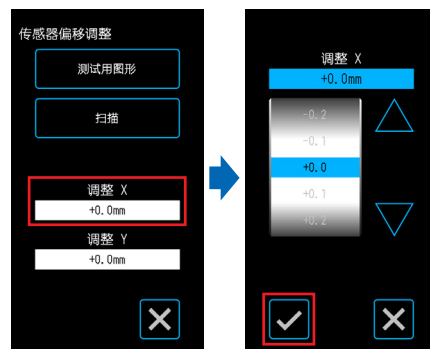 传感器偏移调整
测试用图形
扫描
调整 X
+0.0mm
调整 Y
+0.0mm
调整 X
+0.0mm
-0.2
-0.1
+0.0
+0.1
+0.2